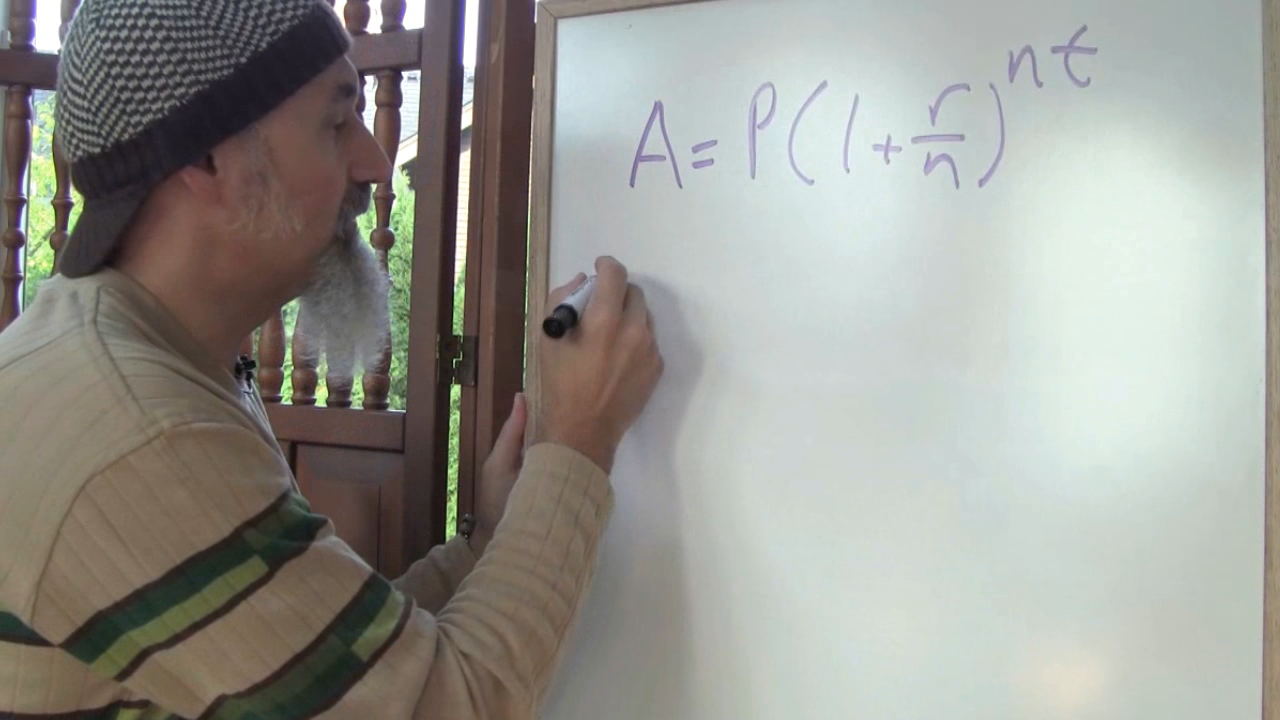 A = P(1 + r/n)^nt